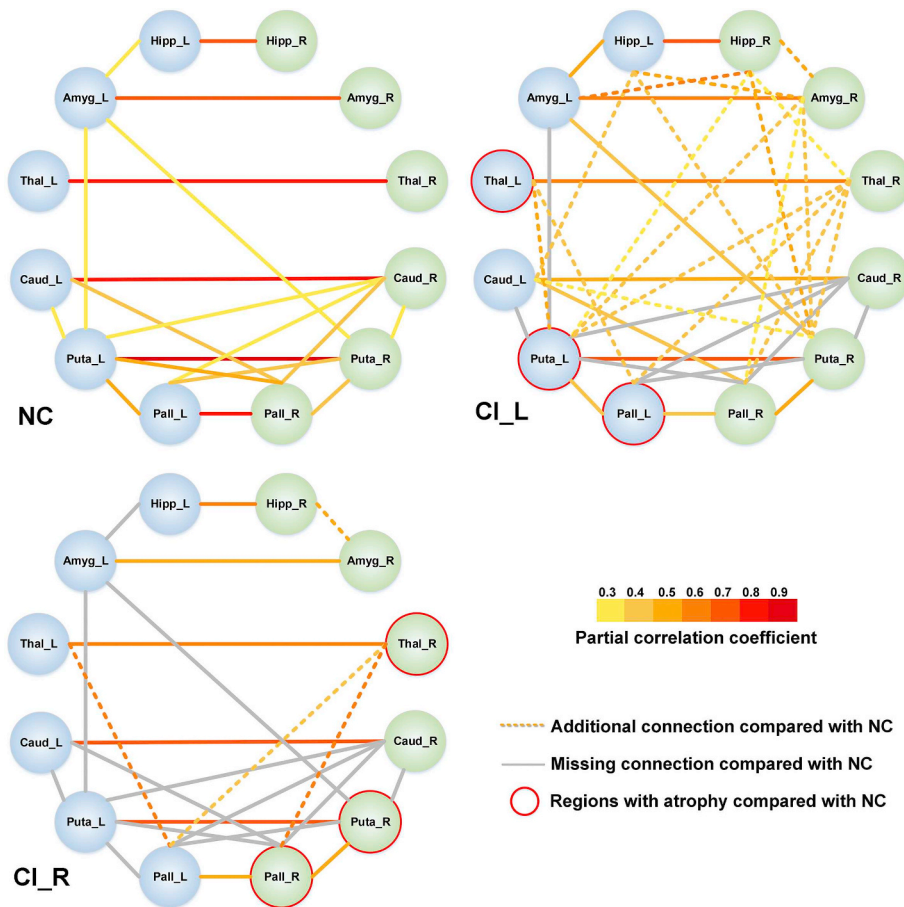 Hipp_L Hipp_R
Amyg_L Amyg_R
Thal_L Thal_R
Caud_L Caud_R
Puta_L Puta_R
Pall_L Pall_R
NC
Hipp_L Hipp_R
Amyg_L Amyg_R
Thal_L Thal_R
Caud_L Caud_R
Puta_L Puta_R
Pall_L Pall_R
CI_L
Hipp_L Hipp_R
Amyg_L Amyg_R
Thal_L Thal_R
Caud_L Caud_R
Puta_L Puta_R
Pall_L Pall_R
CI_R
0.3 0.4 0.5 0.6 0.7 0.8 0.9
Partial correlation coefficient
Additional connection compared with NC
Missing connection compared with NC
Regions with atrophy compared with NC